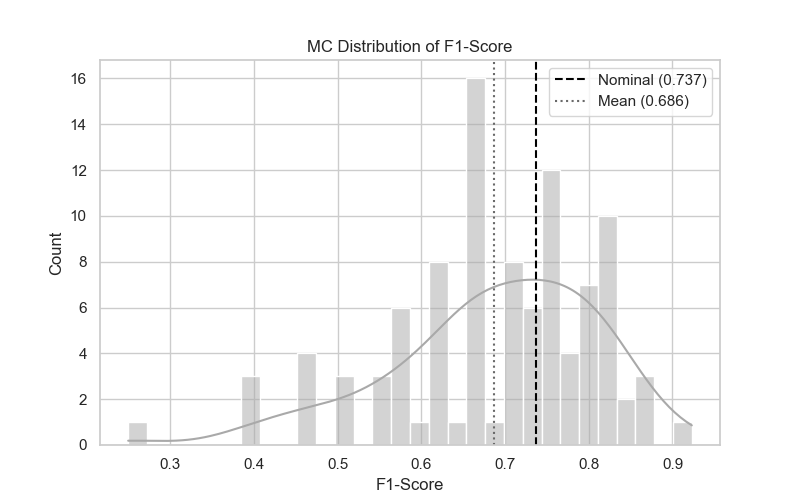 MC Distribution of F1-Score
Nominal (0.737)
Mean (0.686)
Count
16
14
12
10
8
6
4
2
0
0.3 0.4 0.5 0.6 0.7 0.8 0.9
F1-Score